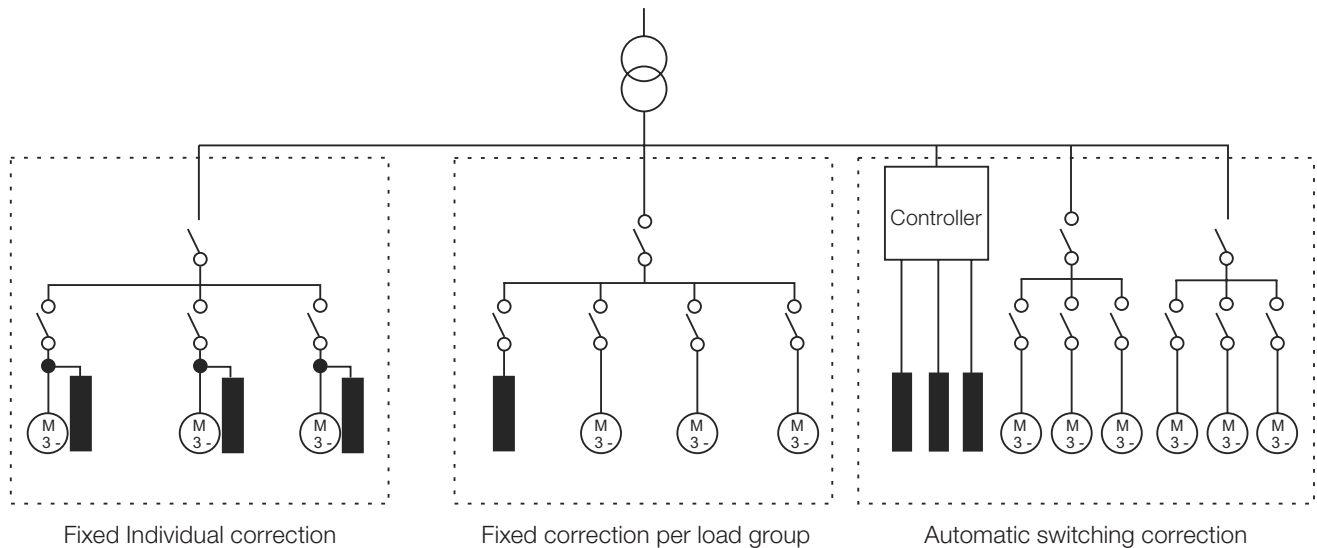 Controller
M
3 -
M
3 -
M
3 -
M
3 -
M
3 -
M
3 -
M
3 -
M
3 -
M
3 -
M
3 -
M
3 -
M
3 -
Fixed Individual correction
Fixed correction per load group
Automatic switching correction